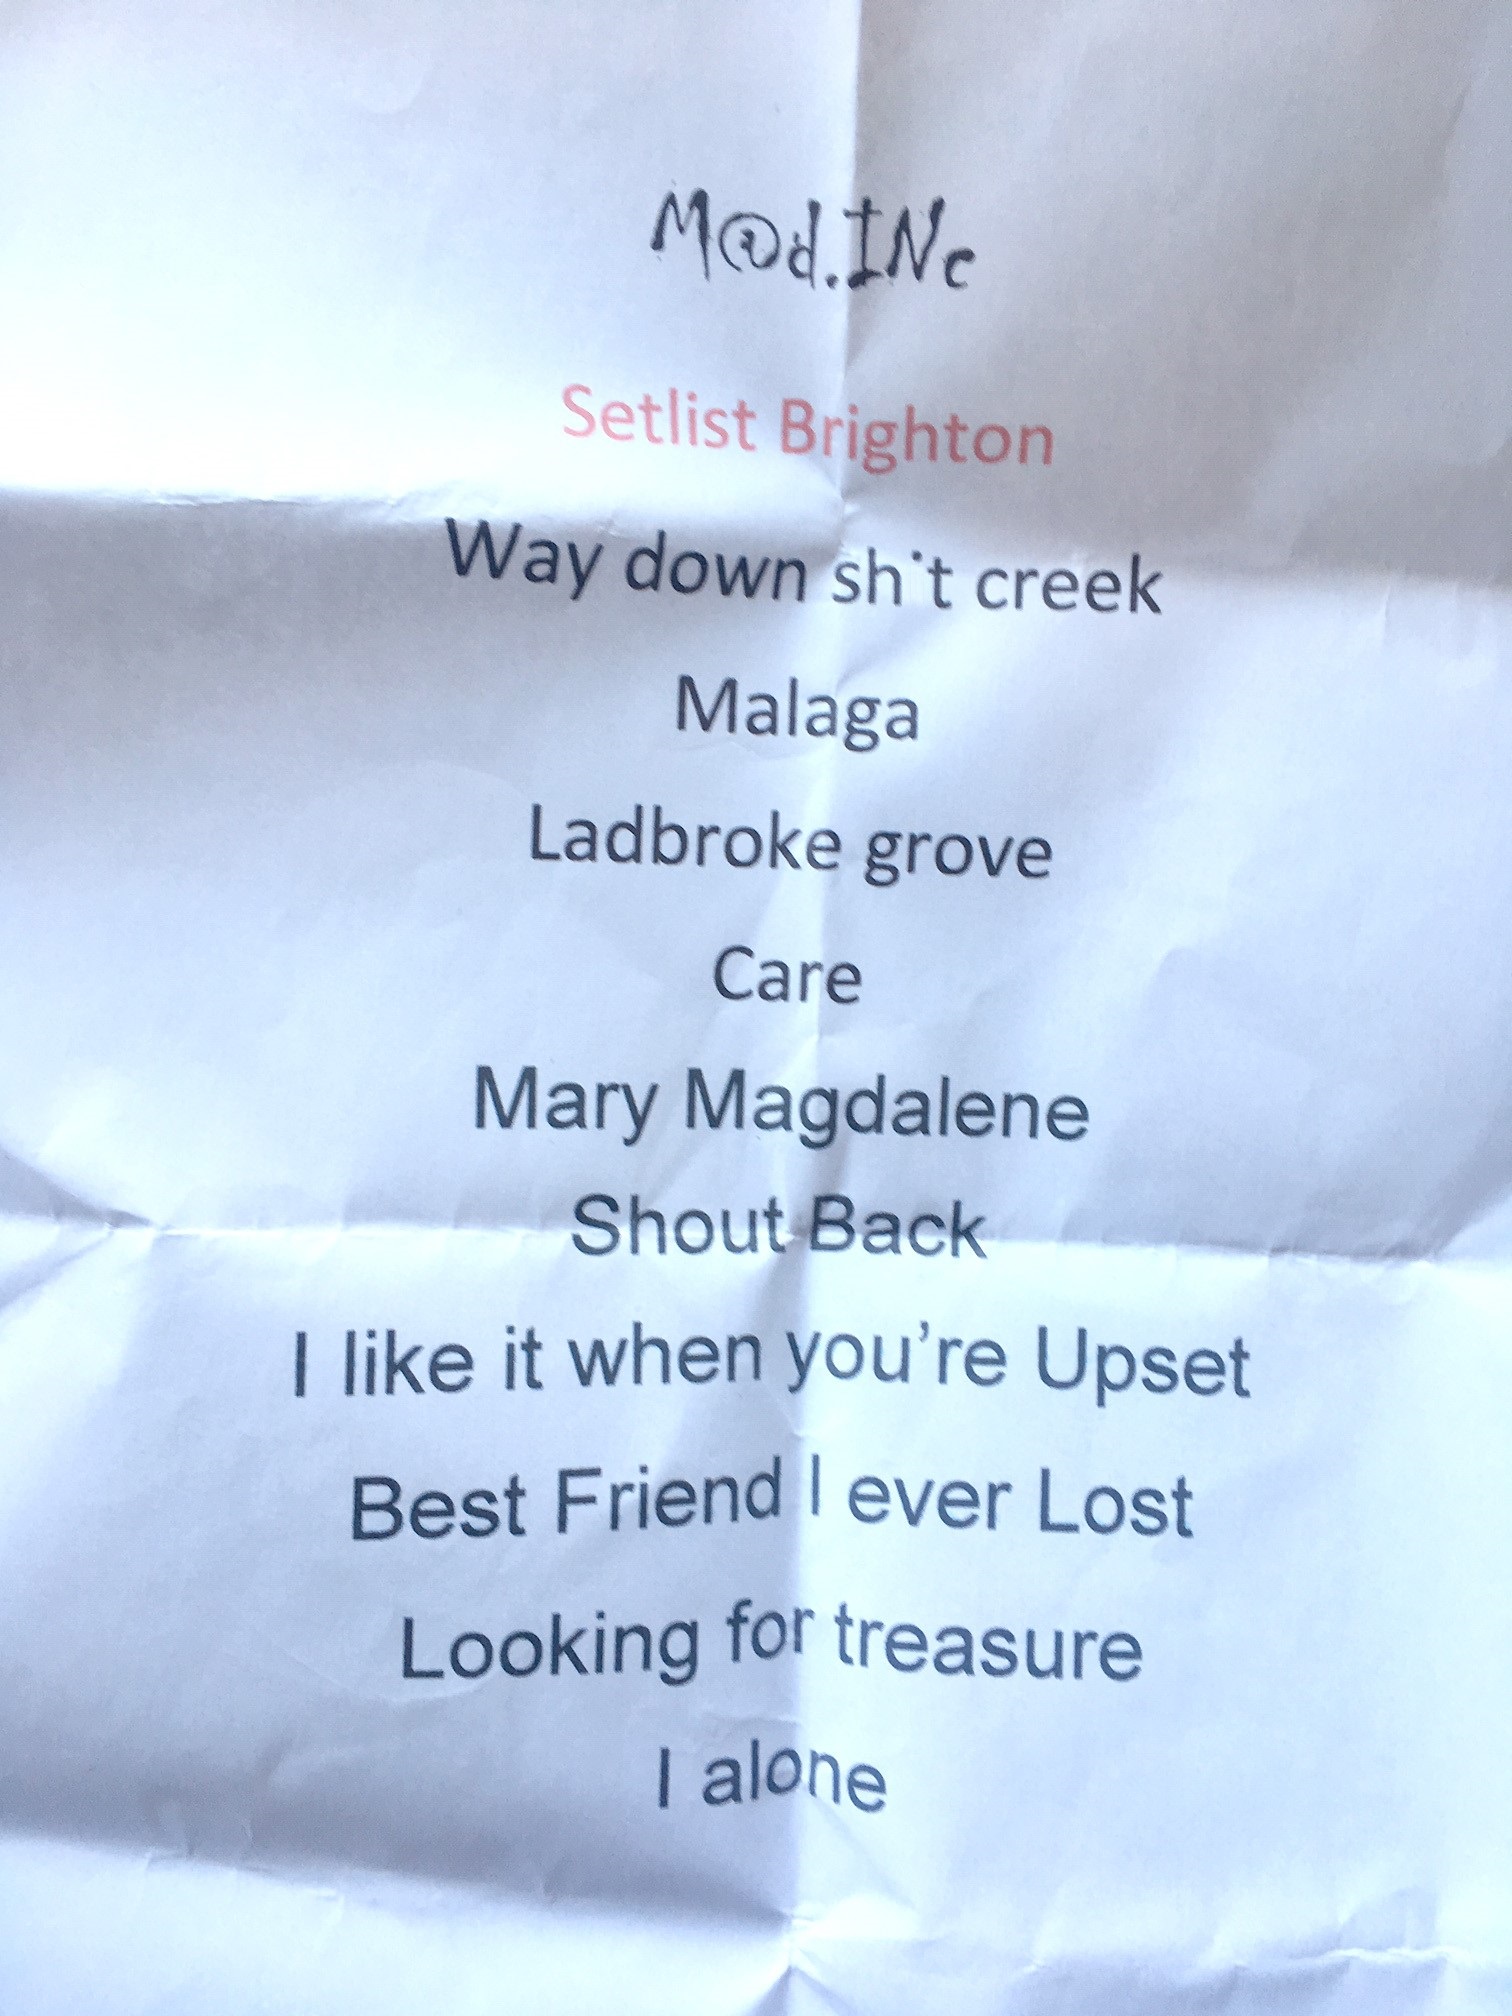 M@d.INc
Setlist Brighton
Way down sh*t creek
Malaga
Ladbroke grove
Care
Mary Magdalene
Shout Back
I like it when you’re Upset
Best Friend I ever Lost
Looking for treasure
I alone